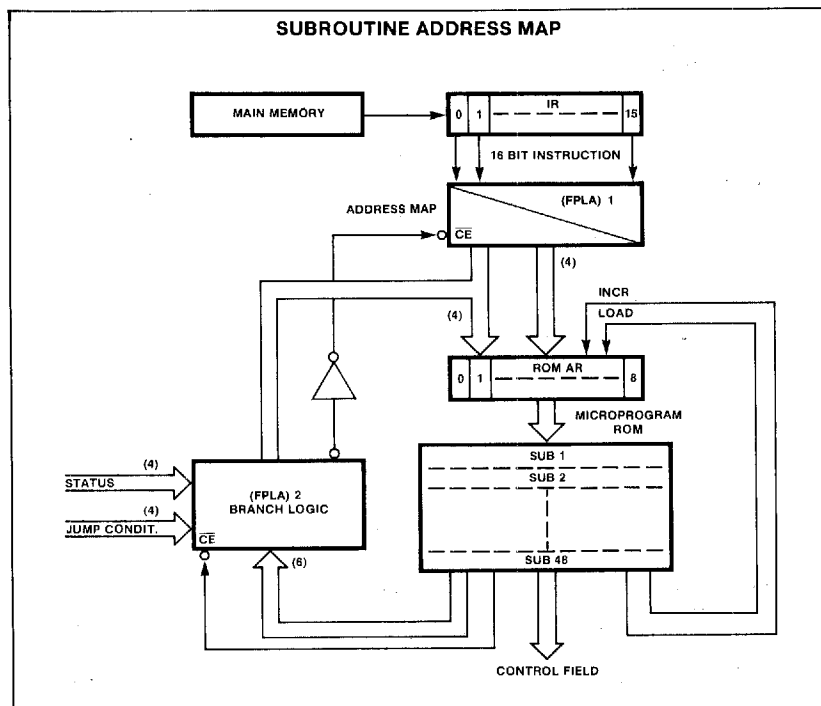 SUBROUTINE ADDRESS MAP
MAIN MEMORY
0 1 IR 15
16 BIT INSTRUCTION
(FPLA) 1
ADDRESS MAP
CE
(4)
INCR
(4)
LOAD
ROM AR
0 1 8
MICROPROGRAM
ROM
SUB 1
SUB 2
(4)
STATUS
(FPLA) 2
BRANCH LOGIC
(4)
JUMP CONDIT.
CE
(6)
SUB 48
CONTROL FIELD